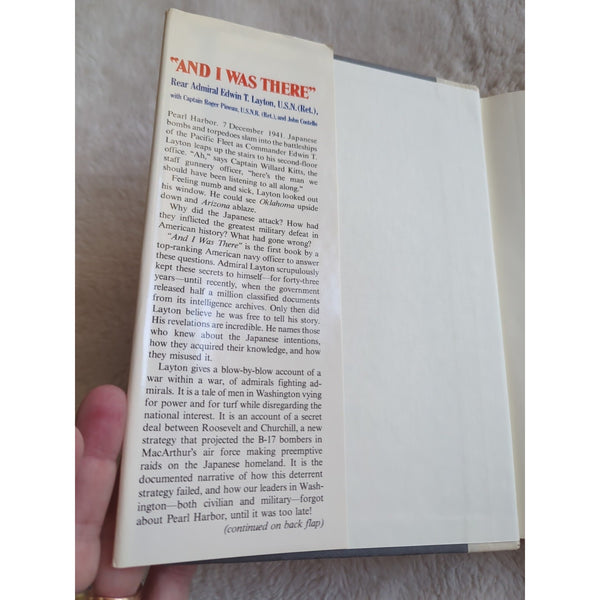 "AND I WAS THERE"
Rear Admiral Edwin T. Layton, U.S.N. (Ret.),
with Captain Roger Pineau, U.S.N.R. (Ret.), and John Costello
Pearl Harbor. 7 December 1941. Japanese
bombs and torpedoes slam into the battleships
of the Pacific Fleet as Commander Edwin T.
Layton leaps up the stairs to his second-floor
office. "Ah," says Captain Willard Kitts, the
staff gunnery officer, "here's the man we
should have been listening to all along."
Feeling numb and sick, Layton looked out
his window. He could see Oklahoma upside
down and Arizona ablaze.
Why did the Japanese attack? How had
they inflicted the greatest military defeat in
American history? What had gone wrong?
"And I Was There" is the first book by a
top-ranking American navy officer to answer
these questions. Admiral Layton scrupulously
kept these secrets to himself—for forty-three
years—until recently, when the government
released half a million classified documents
from its intelligence archives. Only then did
Layton believe he was free to tell his story.
His revelations are incredible. He names those
who knew about the Japanese intentions,
how they acquired their knowledge, and how
they misused it.
Layton gives a blow-by-blow account of a
war within a war, of admirals fighting ad-
mirals. It is a tale of men in Washington vying
for power and for turf while disregarding the
national interest. It is an account of a secret
deal between Roosevelt and Churchill, a new
strategy that projected the B-17 bombers in
MacArthur's air force making preemptive
raids on the Japanese homeland. It is the
documented narrative of how this deterrent
strategy failed, and how our leaders in Wash-
ington—both civilian and military—forgot
about Pearl Harbor, until it was too late!
(continued on back flap)